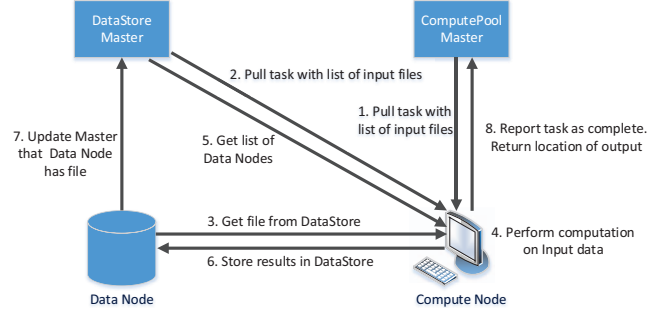 DataStore
Master
ComputePool
Master
2. Pull task with list of input files
1. Pull task with
list of input files
7. Update Master
that Data Node
has file
5. Get list of
Data Nodes
8. Report task as complete.
Return location of output
3. Get file from DataStore
4. Perform computation
on Input data
6. Store results in DataStore
Data Node
Compute Node